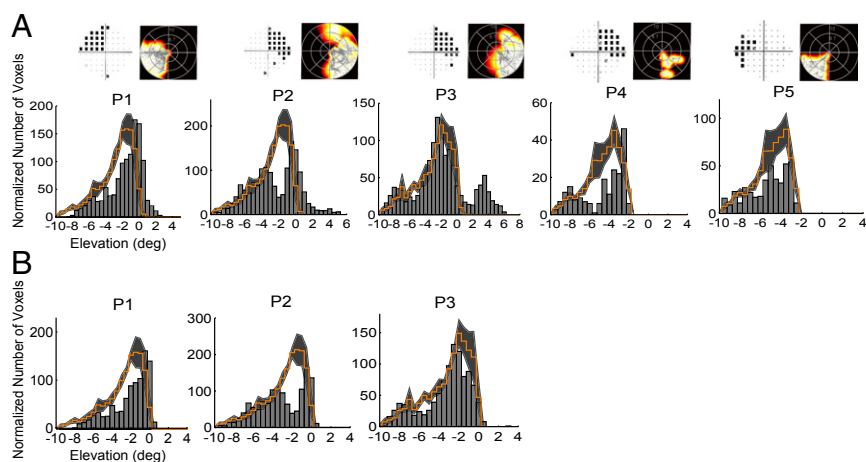 A
P1 P2 P3 P4 P5
Normalized Number of Voxels
200 150 100 50 0
200 100 0
150 100 50 0
60 40 20 0
100 50 0
-10 -8 -6 -4 -2 0 2 4
-10 -8 -6 -4 -2 0 2 4 6
-10 -8 -6 -4 -2 0 2 4 6 8
-10 -8 -6 -4 -2 0 2 4
-10 -8 -6 -4 -2 0 2 4
Elevation (deg)
B
P1 P2 P3
Normalized Number of Voxels
200 100 0
300 200 100 0
150 100 50 0
-10 -8 -6 -4 -2 0 2 4
-10 -8 -6 -4 -2 0 2 4
-10 -8 -6 -4 -2 0 2 4
Elevation (deg)